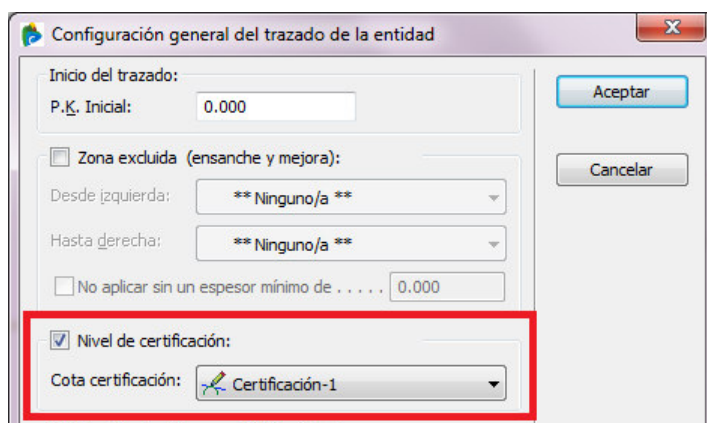 Configuración general del trazado de la entidad
Inicio del trazado:
P.K. Inicial: 0.000
Aceptar
Zona excluida (ensanche y mejora):
Cancelar
Desde izquierda: ** Ninguno/a **
Hasta derecha: ** Ninguno/a **
No aplicar sin un espesor mínimo de . . . . . 0.000
Nivel de certificación:
Cota certificación: Certificación-1